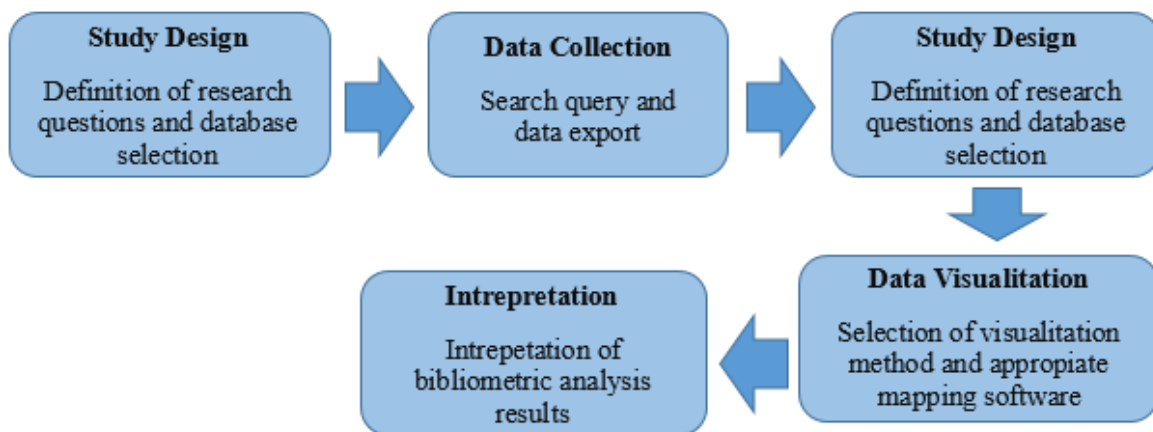 Study Design
Definition of research
questions and database
selection
Data Collection
Search query and
data export
Study Design
Definition of research
questions and database
selection
Data Visualitation
Selection of visualitation
method and appropiate
mapping software
Intrepretation
Intrepetation of
bibliometric analysis
results